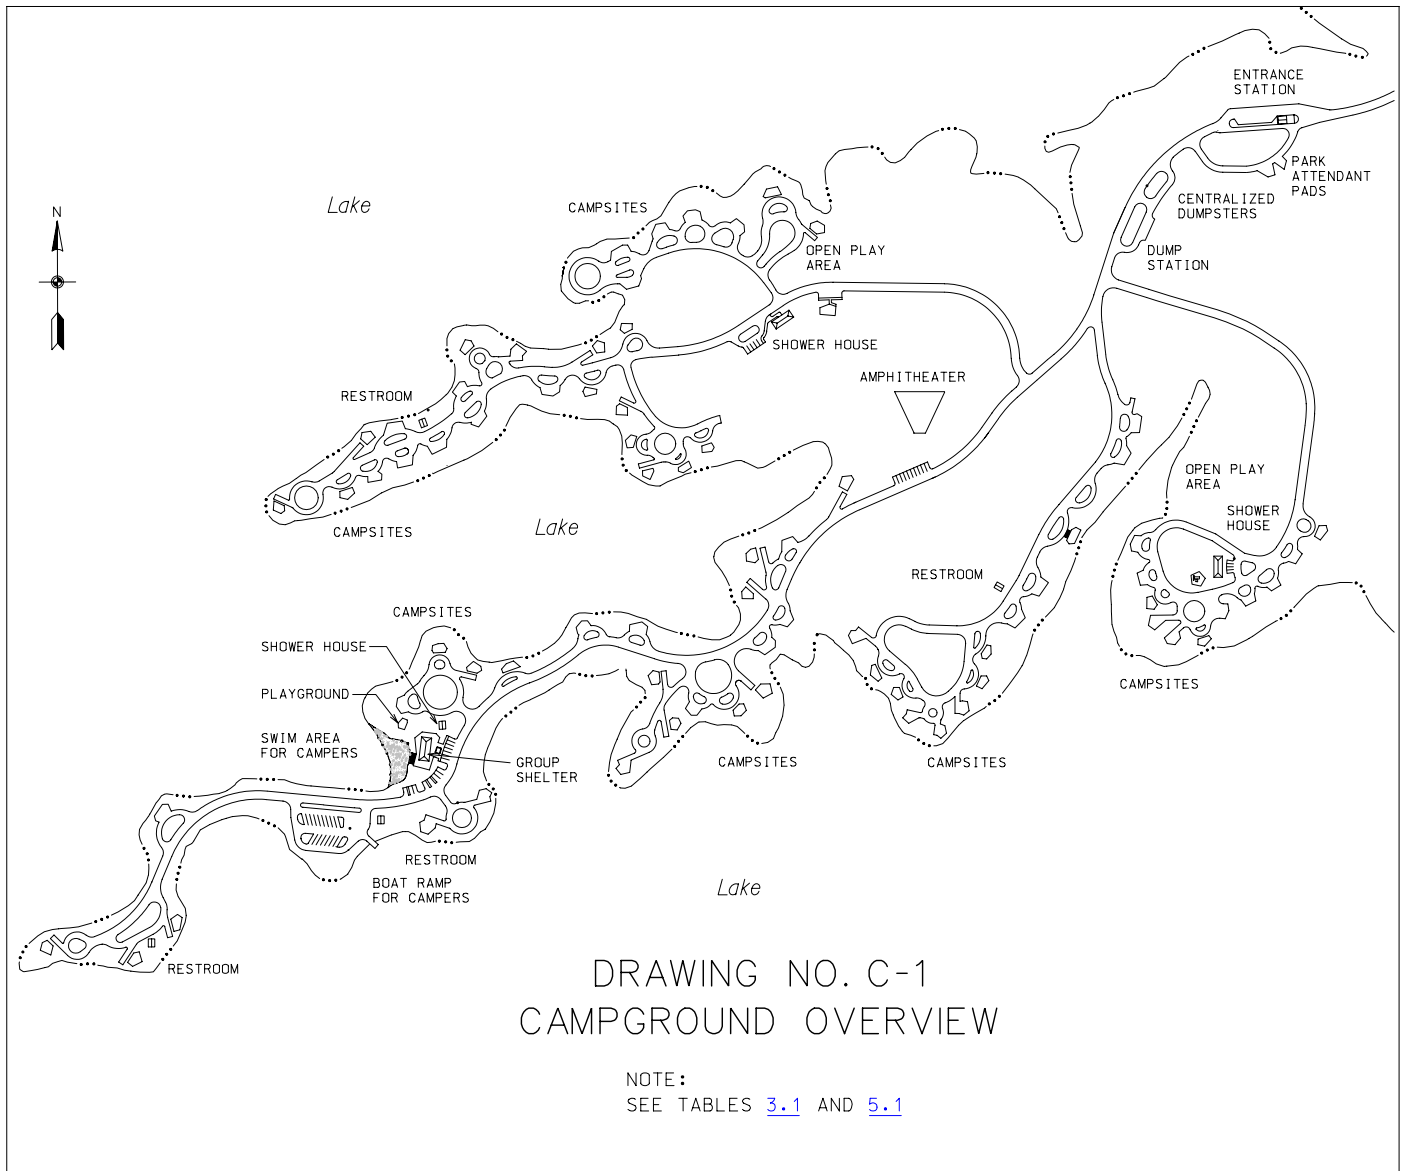 ENTRANCE
STATION
PARK
ATTENDANT
PADS
CENTRALIZED
DUMPSTERS
Lake
CAMPSITES
N
OPEN PLAY
AREA
DUMP
STATION
SHOWER HOUSE
AMPHITHEATER
RESTROOM
OPEN PLAY
AREA
SHOWER
HOUSE
Lake
CAMPSITES
RESTROOM
CAMPSITES
SHOWER HOUSE
PLAYGROUND
CAMPSITES
SWIM AREA
FOR CAMPERS
GROUP
SHELTER
CAMPSITES
CAMPSITES
RESTROOM
BOAT RAMP
FOR CAMPERS
Lake
RESTROOM
DRAWING NO. C-1
CAMPGROUND OVERVIEW
NOTE:
SEE TABLES 3.1 AND 5.1